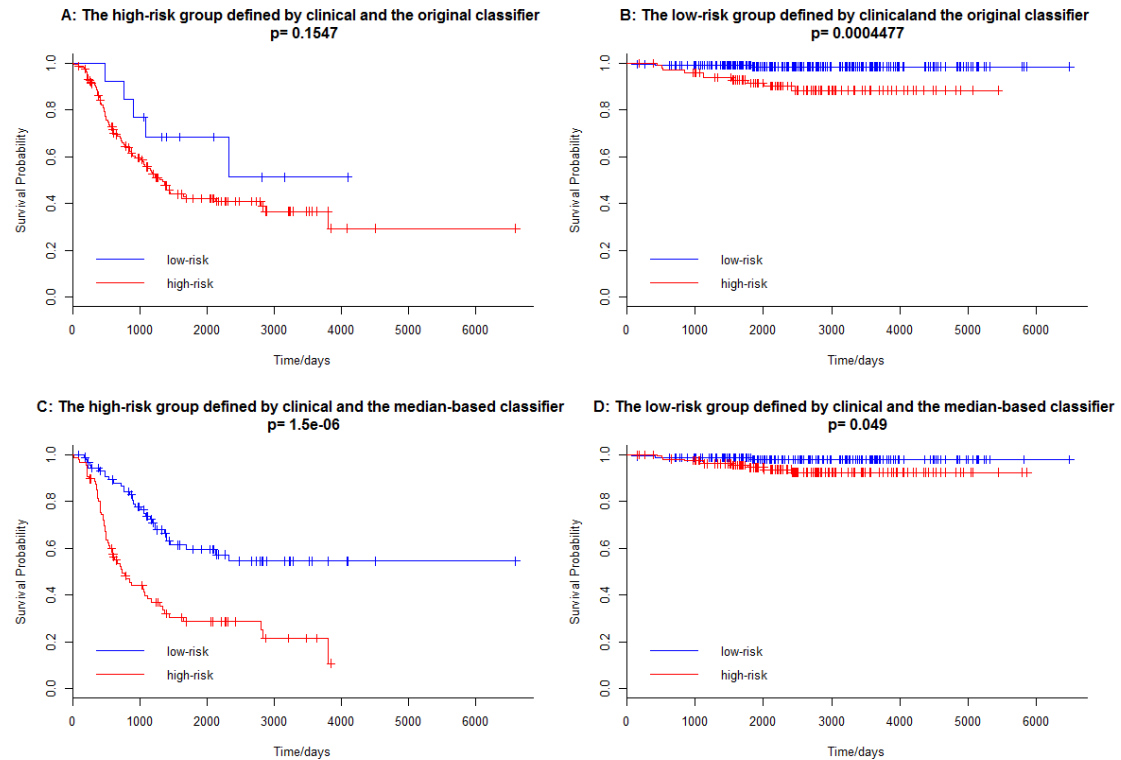 A: The high-risk group defined by clinical and the original classifier
p= 0.1547
Survival Probability
1.0
0.8
0.6
0.4
0.2
0.0
low-risk
high-risk
0 1000 2000 3000 4000 5000 6000
Time/days
B: The low-risk group defined by clinicaland the original classifier
p= 0.0004477
Survival Probability
1.0
0.8
0.6
0.4
0.2
0.0
low-risk
high-risk
0 1000 2000 3000 4000 5000 6000
Time/days
C: The high-risk group defined by clinical and the median-based classifier
p= 1.5e-06
Survival Probability
1.0
0.8
0.6
0.4
0.2
0.0
low-risk
high-risk
0 1000 2000 3000 4000 5000 6000
Time/days
D: The low-risk group defined by clinical and the median-based classifier
p= 0.049
Survival Probability
1.0
0.8
0.6
0.4
0.2
0.0
low-risk
high-risk
0 1000 2000 3000 4000 5000 6000
Time/days